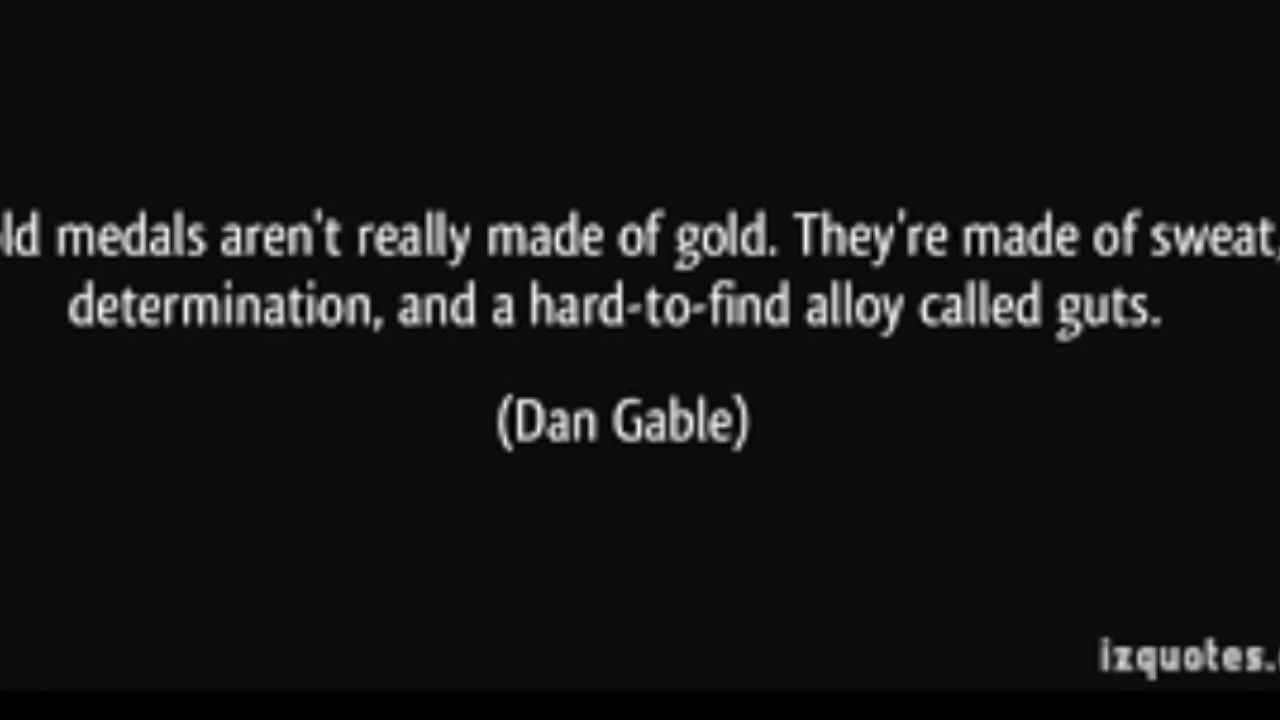 ld medals aren't really made of gold. They're made of sweat,
determination, and a hard-to-find alloy called guts.
(Dan Gable)
izquotes.